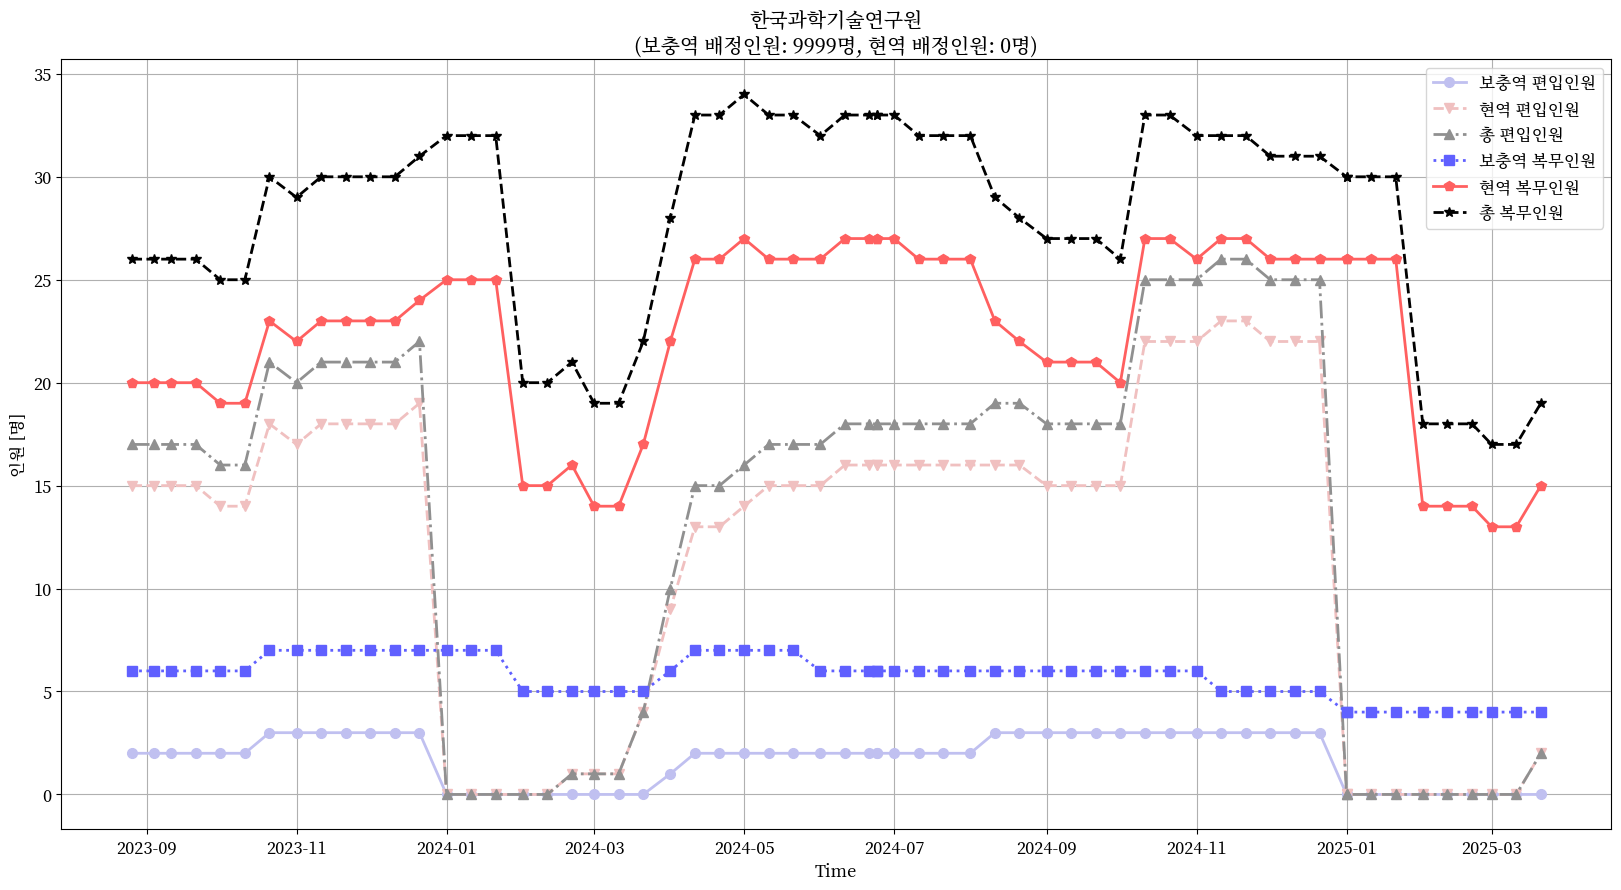 한국과학기술연구원
(보충역 배정인원: 9999명, 현역 배정인원: 0명)
35
30
25
20
15
10
5
0
인원 [명]
보충역 편입인원
현역 편입인원
총 편입인원
보충역 복무인원
현역 복무인원
총 복무인원
2023-09
2023-11
2024-01
2024-03
2024-05
2024-07
2024-09
2024-11
2025-01
2025-03
Time